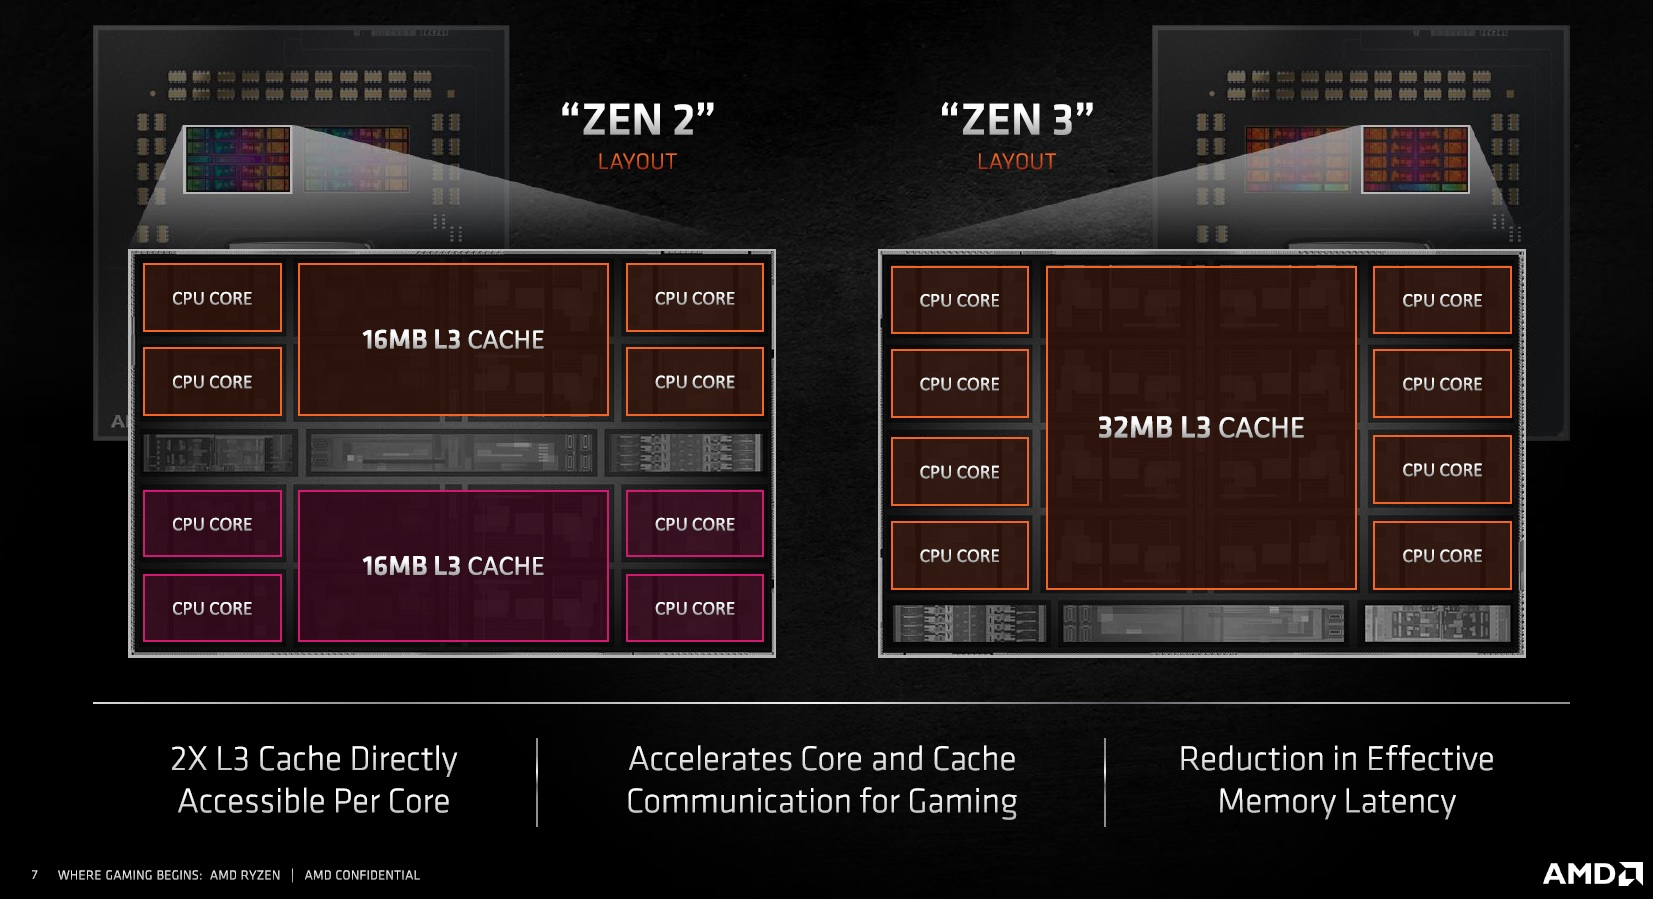 “ZEN 2”
LAYOUT
“ZEN 3”
LAYOUT
CPU CORE
16MB L3 CACHE
CPU CORE
CPU CORE
CPU CORE
CPU CORE
16MB L3 CACHE
CPU CORE
CPU CORE
CPU CORE
CPU CORE
32MB L3 CACHE
CPU CORE
CPU CORE
CPU CORE
CPU CORE
CPU CORE
CPU CORE
CPU CORE
2X L3 Cache Directly
Accessible Per Core
Accelerates Core and Cache
Communication for Gaming
Reduction in Effective
Memory Latency
7 WHERE GAMING BEGINS: AMD RYZEN | AMD CONFIDENTIAL
AMD